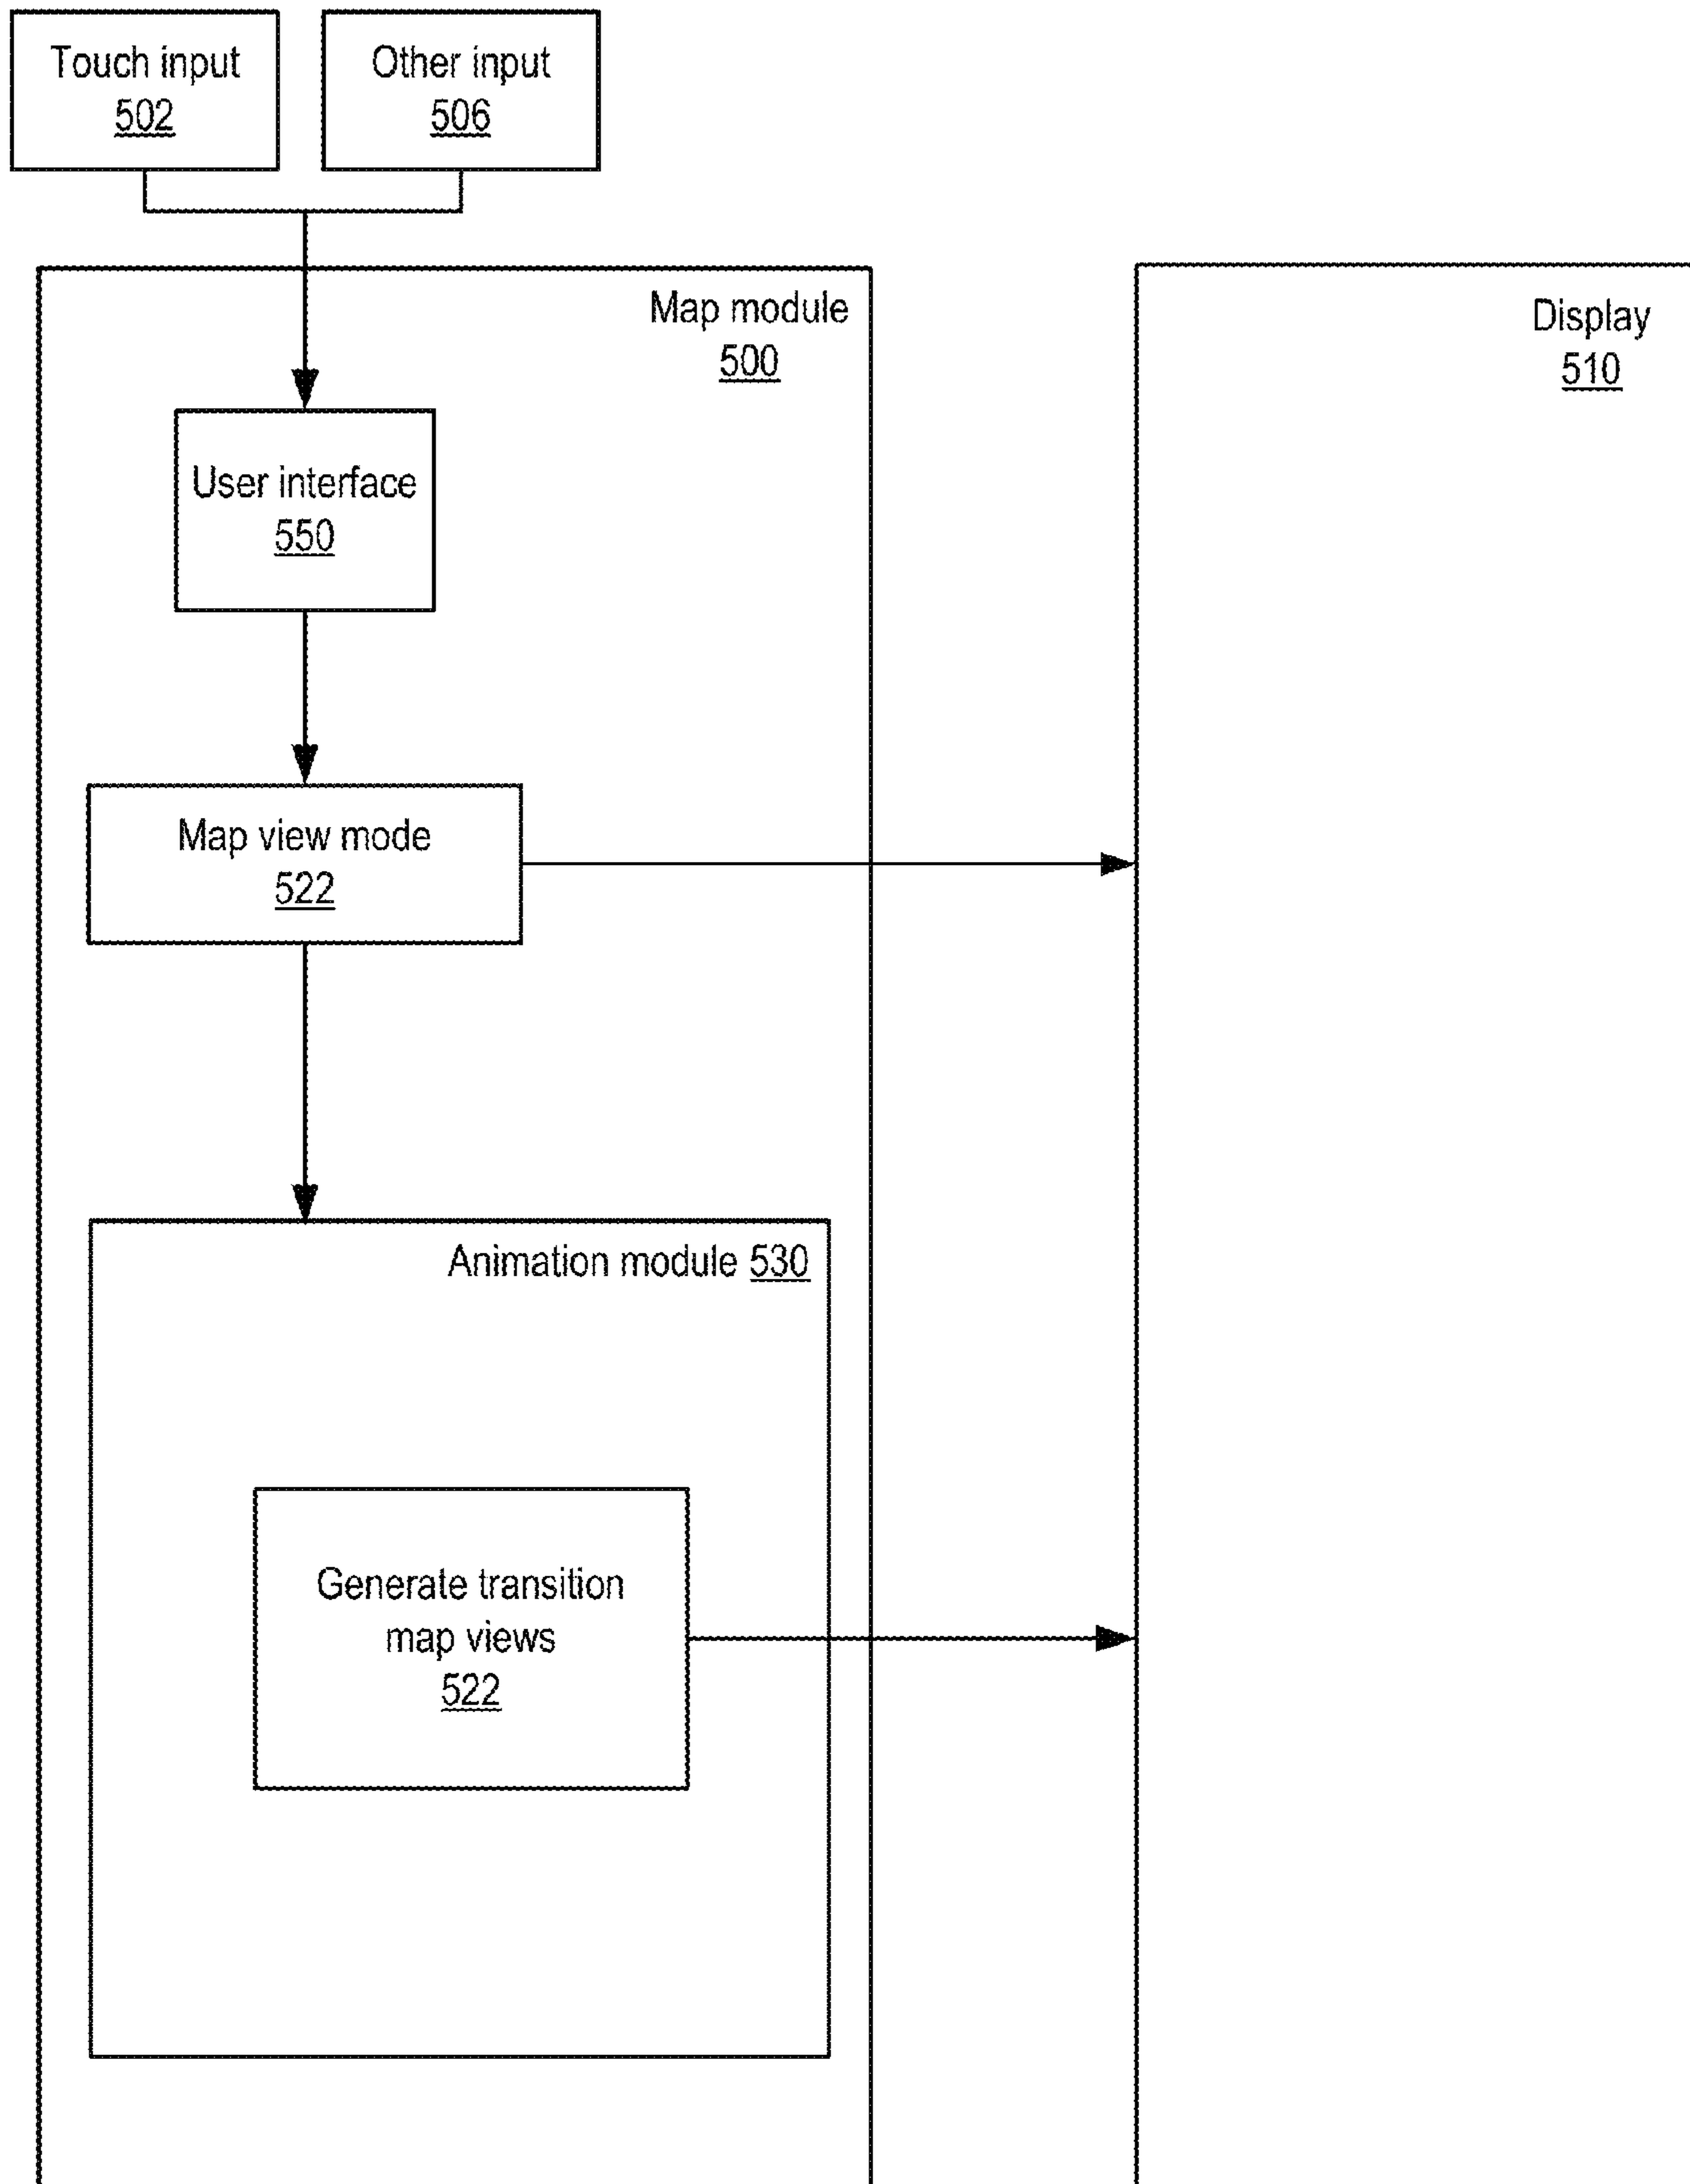 Touch input
502
Other input
506
Map module
500
Display
510
User interface
550
Map view mode
522
Animation module 530
Generate transition
map views
522